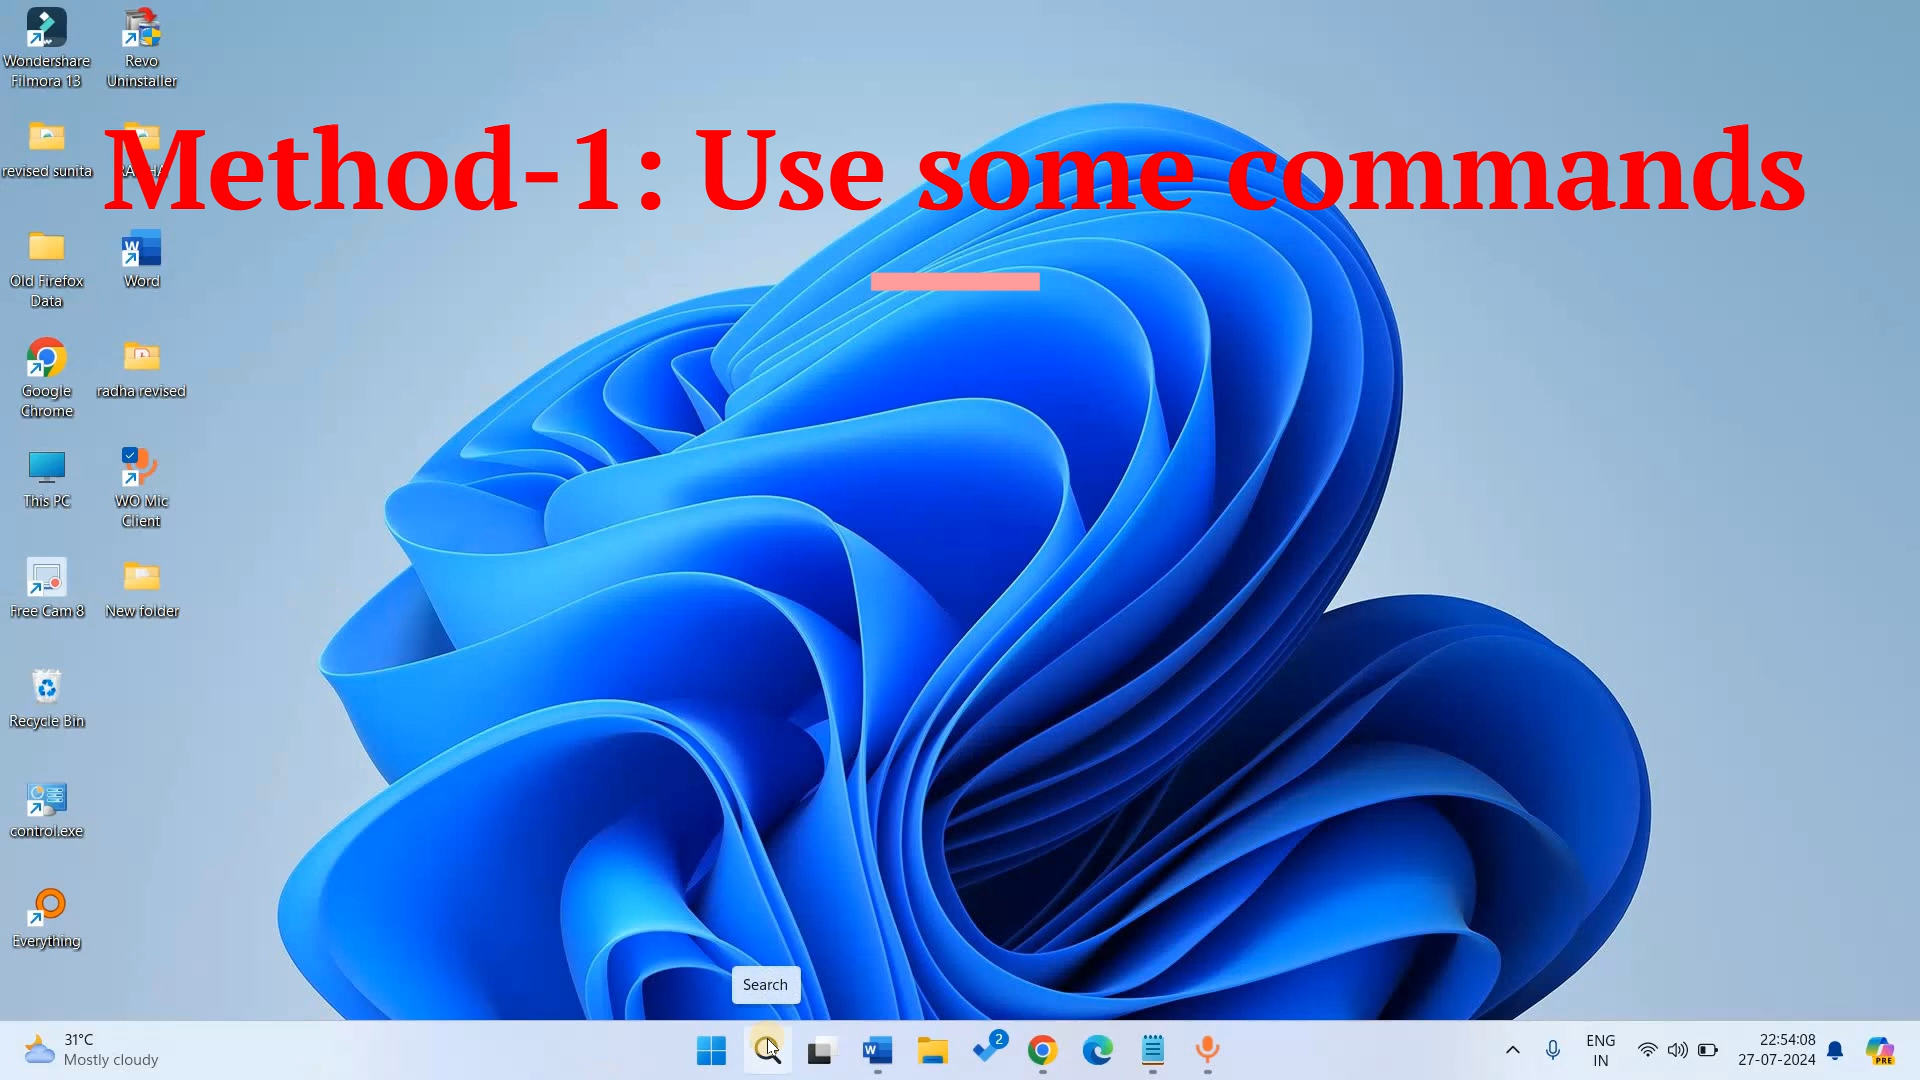 Wondershare
Filmora 13
Revo
Uninstaller
Method-1: Use some commands
revised sunita
Old Firefox
Data
Word
Google
Chrome
radha revised
This PC
WO Mic
Client
Free Cam 8
New folder
Recycle Bin
control.exe
Everything
Search
31°C
Mostly cloudy
2
ENG
IN
22:54:08
27-07-2024
PRE